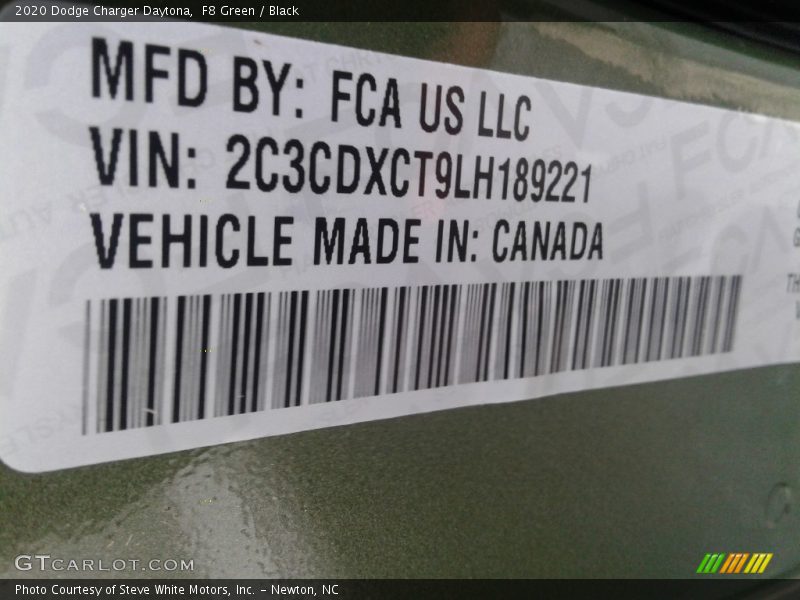 2020 Dodge Charger Daytona,  F8 Green / Black
MFD BY: FCA US LLC
VIN: 2C3CDXCT9LH189221
VEHICLE MADE IN: CANADA
GTCARLOT.COM
Photo Courtesy of Steve White Motors, Inc. – Newton, NC